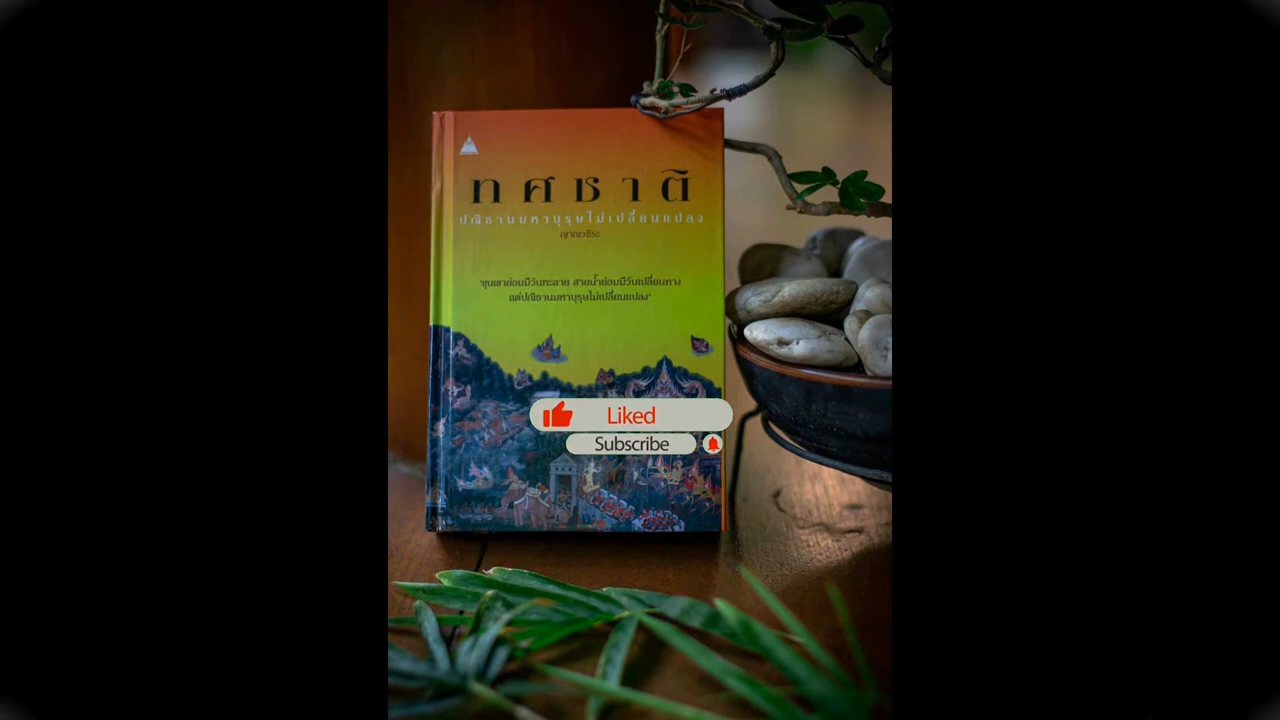 ทศชาติ
ปณิธานมหาบุรุษไม่เปลี่ยนแปลง
ญาณวชิระ
"ขุนเขาย่อมมีวันทะลาย สายน้ำย่อมมีวันเปลี่ยนทาง
แต่ปณิธานมหาบุรุษไม่เปลี่ยนแปลง"
Liked
Subscribe